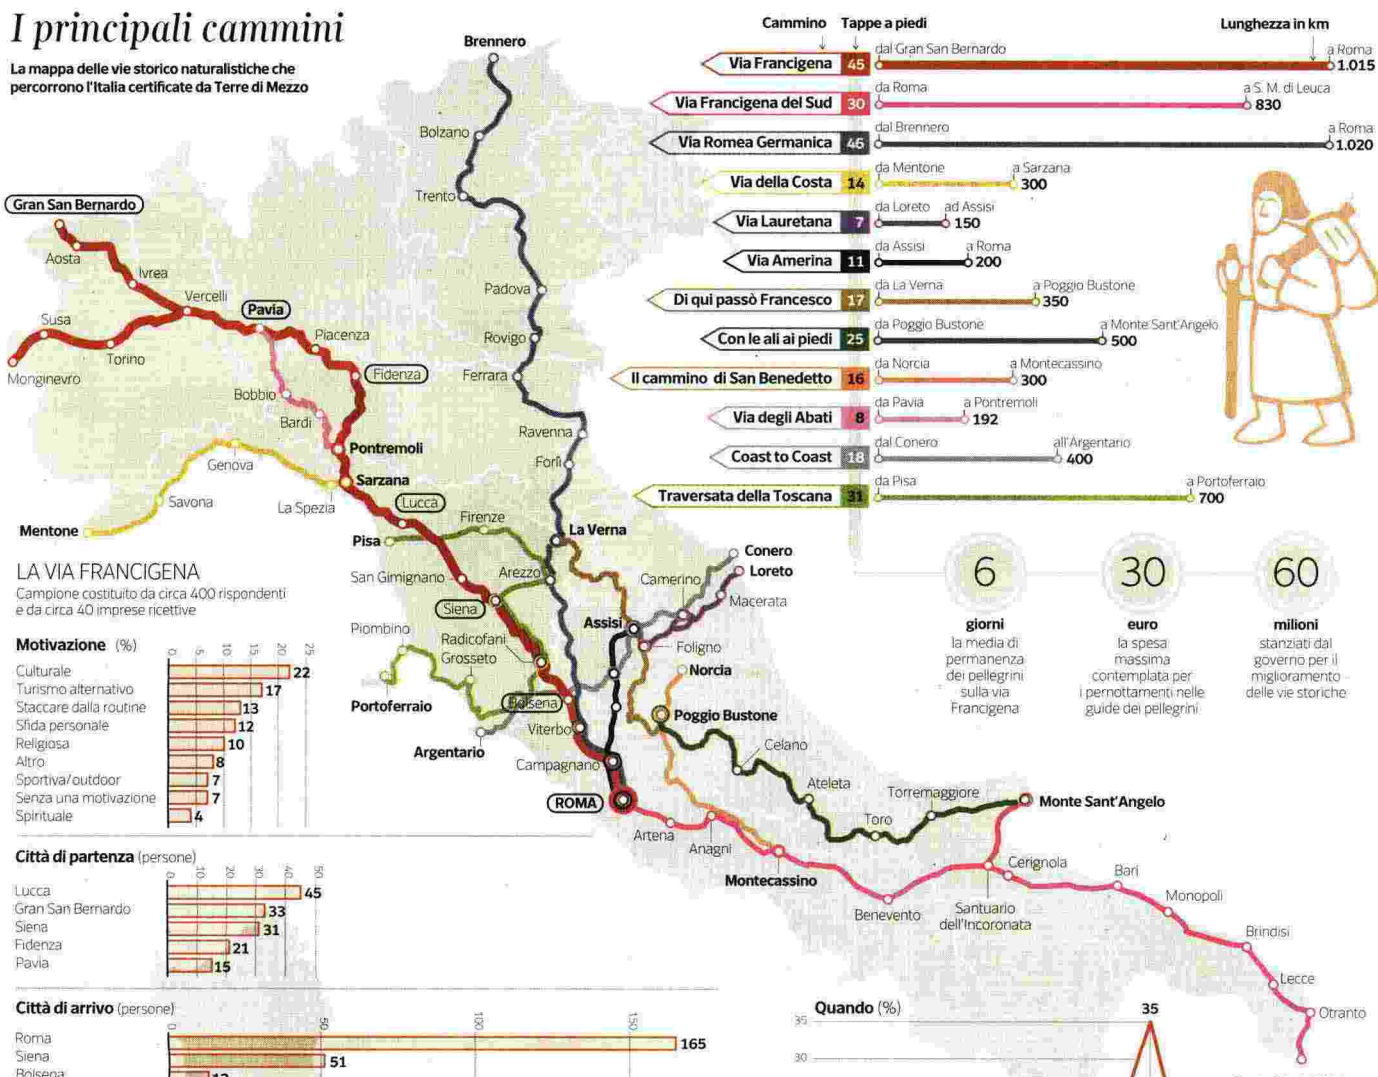 I principali cammini
La mappa delle vie storico naturalistiche che
percorrono l'Italia certificate da Terre di Mezzo
Cammino Tappe a piedi Lunghezza in km
Via Francigena 45 dal Gran San Bernardo a Roma 1.015
Via Francigena del Sud 30 da Roma a S. M. di Leuca 830
Via Romea Germanica 46 dal Brennero a Roma 1.020
Via della Costa 14 da Mentone a Sarzana 300
Via Lauretana 7 da Loreto ad Assisi 150
Via Amerina 11 da Assisi a Roma 200
Di qui passò Francesco 17 da La Verna a Poggio Bustone 350
Con le ali ai piedi 25 da Poggio Bustone a Monte Sant'Angelo 500
Il cammino di San Benedetto 16 da Norcia a Montecassino 300
Via degli Abati 8 da Pavia a Pontremoli 192
Coast to Coast 18 dal Conero all'Argentario 400
Traversata della Toscana 31 da Pisa a Portoferraio 700
Brennero
Bolzano
Trento
Gran San Bernardo
Aosta
Ivrea
Vercelli
Padova
Pavia
Susa
Piacenza
Rovigo
Torino
Monginevro
Fidenza
Ferrara
Bobbio
Bardi
Ravenna
Pontremoli
Genova
Forlì
Sarzana
Savona
La Spezia
Lucca
Mentone
Firenze
La Verna
Pisa
Conero
San Gimignano
Arezzo
Loreto
Camerino
Macerata
Siena
Piombino
Radicofani
Assisi
Grosseto
Foligno
Norcia
Portoferraio
Bolsena
Poggio Bustone
Viterbo
Argentario
Celano
Campagnano
Ateleta
Torremaggiore
ROMA
Monte Sant'Angelo
Artena
Toro
Anagni
Cerignola
Montecassino
Bari
Monopoli
Benevento
Santuario
dell'Incoronata
Brindisi
Lecce
Otranto
6
giorni
la media di
permanenza
dei pellegrini
sulla via
Francigena
30
euro
la spesa
massima
contemplata per
i pernottamenti nelle
guide dei pellegrini
60
milioni
stanziati dal
governo per il
miglioramento
delle vie storiche
LA VIA FRANCIGENA
Campione costituito da circa 400 rispondenti
e da circa 40 imprese ricettive
Motivazione (%)
0 5 10 15 20 25
Culturale 22
Turismo alternativo 17
Staccare dalla routine 13
Sfida personale 12
Religiosa 10
Altro 8
Sportiva/outdoor 7
Senza una motivazione 7
Spirituale 4
Città di partenza (persone)
0 10 20 30 40 50
Lucca 45
Gran San Bernardo 33
Siena 31
Fidenza 21
Pavia 15
Città di arrivo (persone)
0 50 100 150
Roma 165
Siena 51
Bolsena
Quando (%)
35
35
30